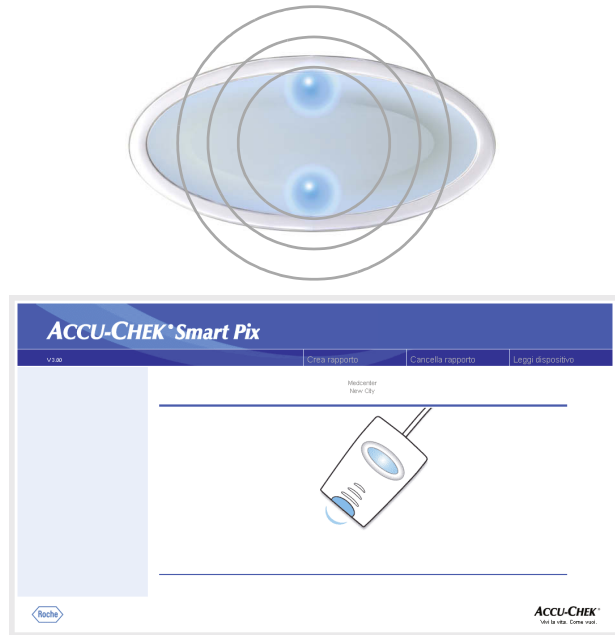 ACCU-CHEK® Smart Pix
V 3.00
Crea rapporto
Cancella rapporto
Leggi dispositivo
Medcenter
New City
Roche
ACCU-CHEK®
Vivi la vita. Come vuoi.